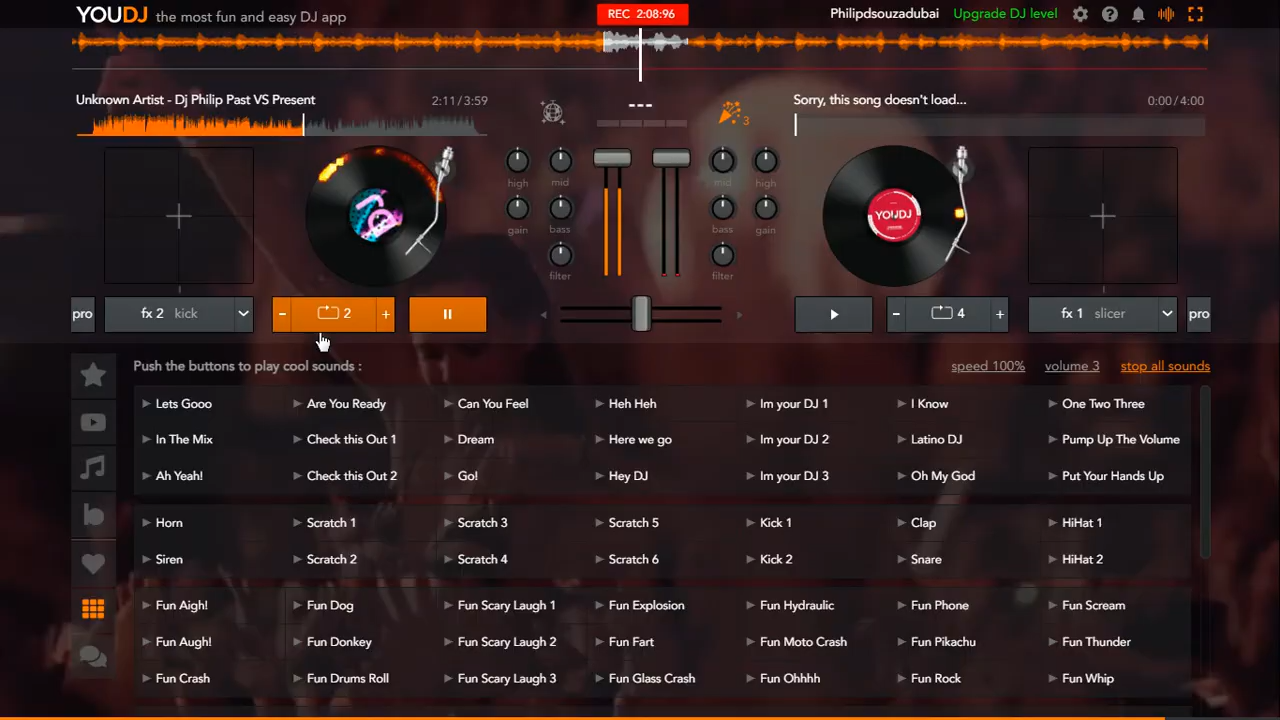 YOUDJ the most fun and easy DJ app
REC 2:08:96
Philipdsouzadubai Upgrade DJ level
Unknown Artist - Dj Philip Past VS Present 2:11/3:59
---
3
Sorry, this song doesn't load... 0:00/4:00
high mid mid high
gain bass bass gain
filter filter
YOUDJ
pro fx 2 kick - 2 + - 4 + fx 1 slicer pro
Push the buttons to play cool sounds : speed 100% volume 3 stop all sounds
Lets Gooo Are You Ready Can You Feel Heh Heh Im your DJ 1 I Know One Two Three
In The Mix Check this Out 1 Dream Here we go Im your DJ 2 Latino DJ Pump Up The Volume
Ah Yeah! Check this Out 2 Go! Hey DJ Im your DJ 3 Oh My God Put Your Hands Up
Horn Scratch 1 Scratch 3 Scratch 5 Kick 1 Clap HiHat 1
Siren Scratch 2 Scratch 4 Scratch 6 Kick 2 Snare HiHat 2
Fun Aigh! Fun Dog Fun Scary Laugh 1 Fun Explosion Fun Hydraulic Fun Phone Fun Scream
Fun Augh! Fun Donkey Fun Scary Laugh 2 Fun Fart Fun Moto Crash Fun Pikachu Fun Thunder
Fun Crash Fun Drums Roll Fun Scary Laugh 3 Fun Glass Crash Fun Ohhhh Fun Rock Fun Whip